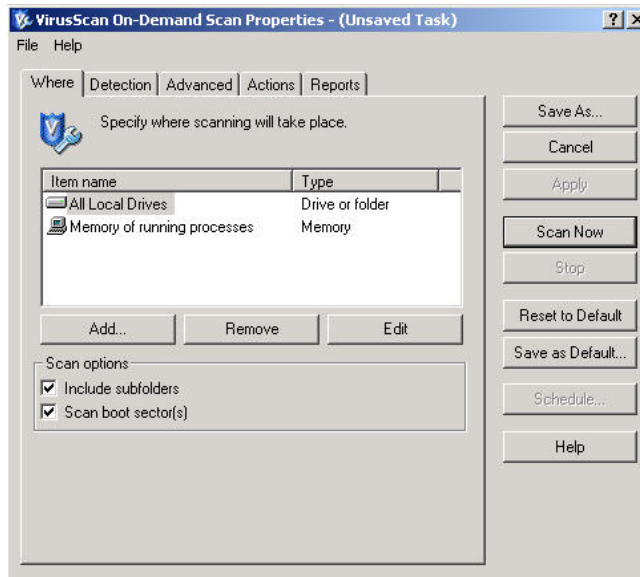 VirusScan On-Demand Scan Properties - (Unsaved Task)
File Help
Where Detection Advanced Actions Reports
Specify where scanning will take place.
Item name Type
All Local Drives Drive or folder
Memory of running processes Memory
Add... Remove Edit
Scan options
Include subfolders
Scan boot sector(s)
Save As...
Cancel
Apply
Scan Now
Stop
Reset to Default
Save as Default...
Schedule...
Help